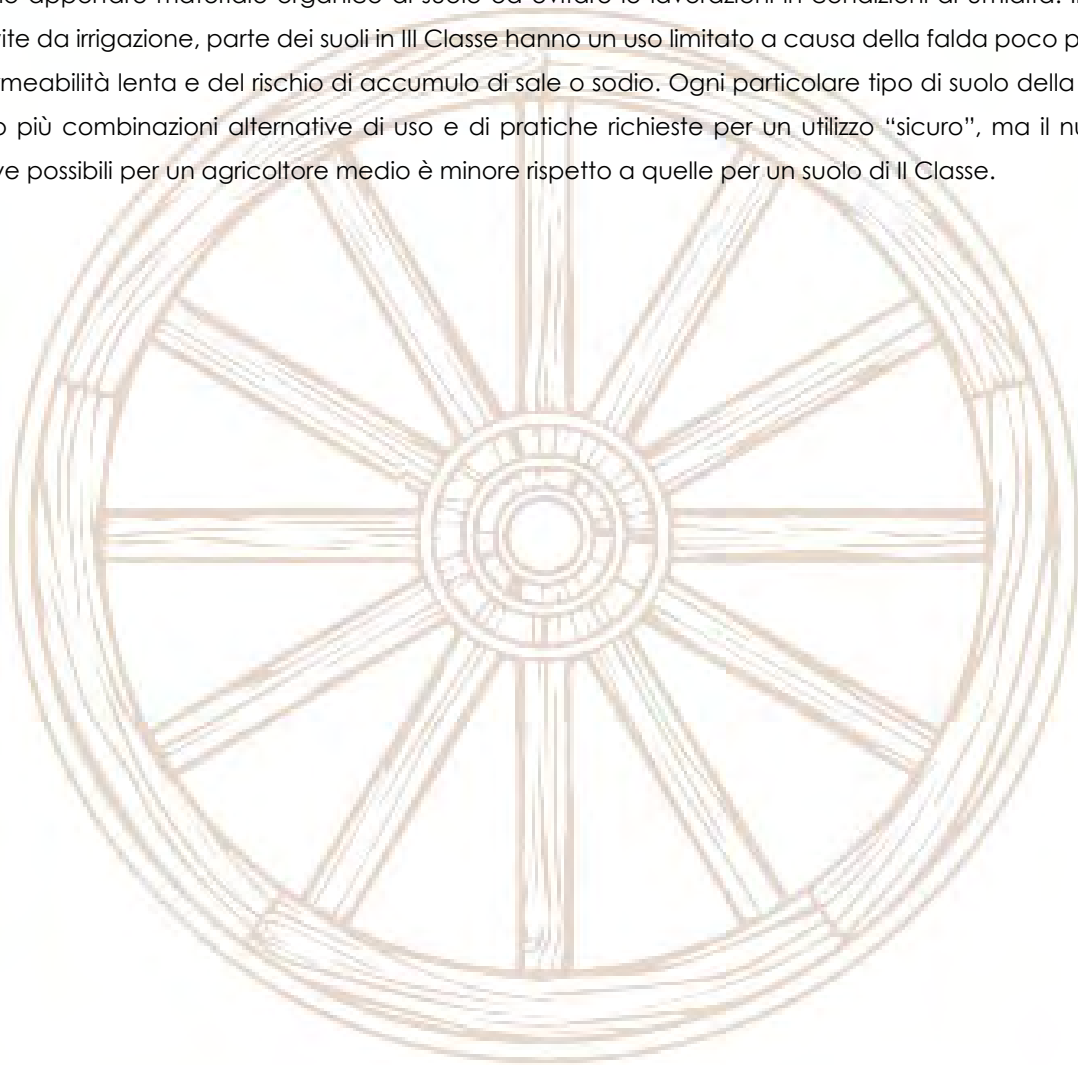 apportare materiale organico al suolo ed evitare le lavorazioni in condizioni di umidità.
da irrigazione, parte dei suoli in III Classe hanno un uso limitato a causa della falda poco
lenta e del rischio di accumulo di sale o sodio. Ogni particolare tipo di suolo della
più combinazioni alternative di uso e di pratiche richieste per un utilizzo “sicuro”, ma il
possibili per un agricoltore medio è minore rispetto a quelle per un suolo di II Classe.